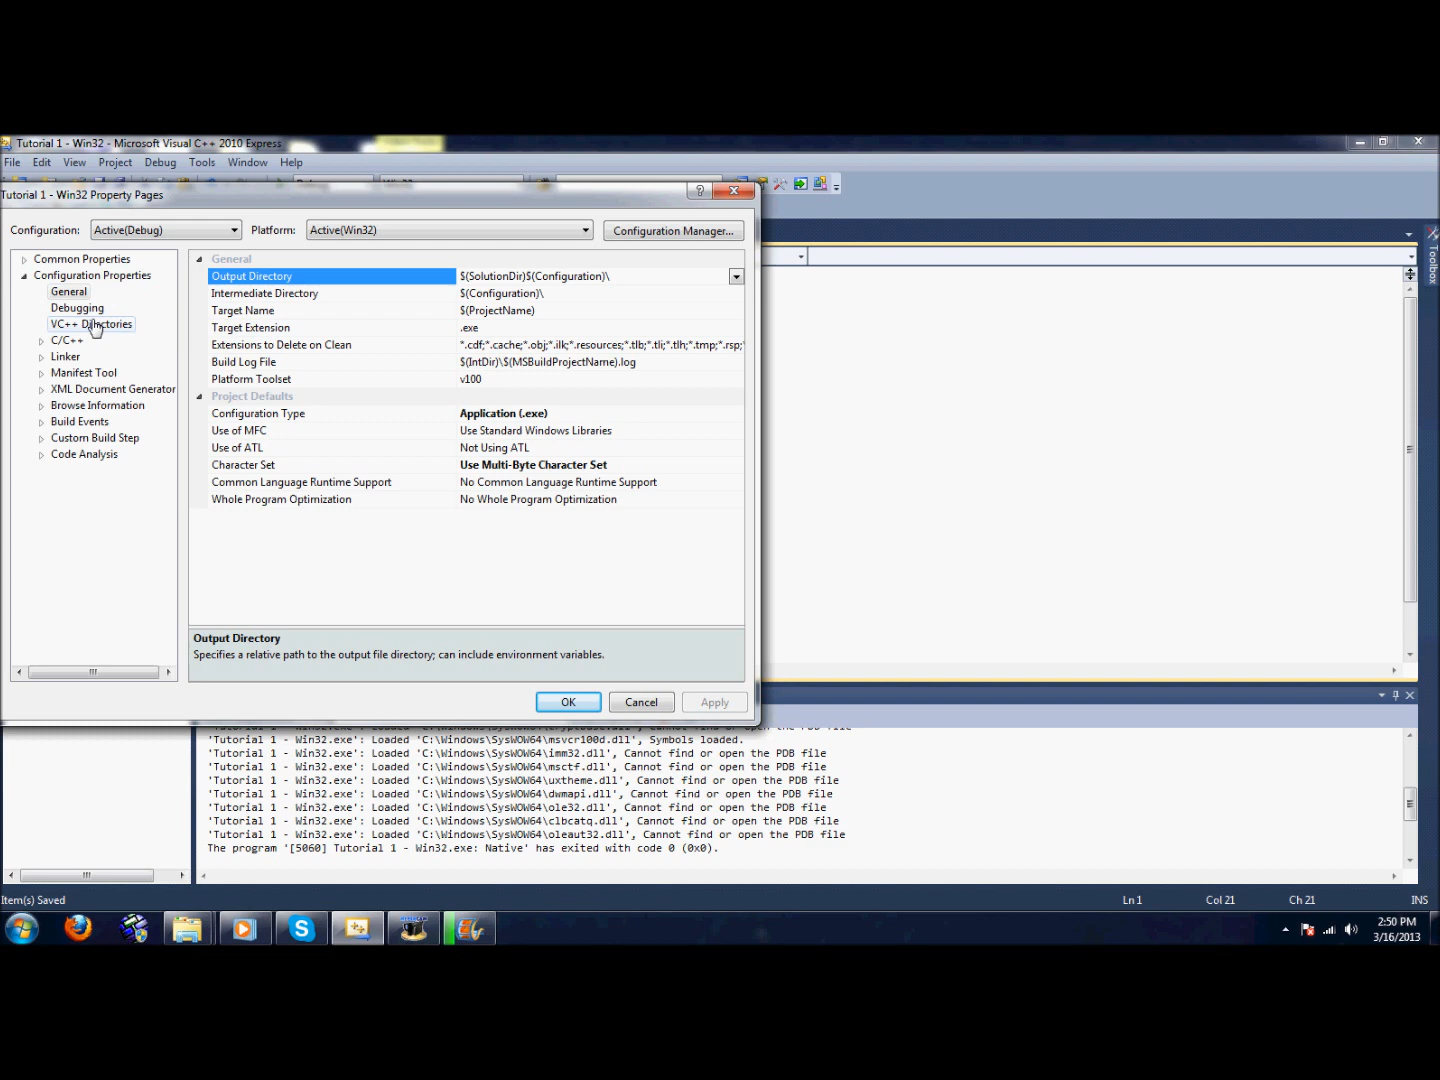 Tutorial 1 - Win32 - Microsoft Visual C++ 2010 Express
File Edit View Project Debug Tools Window Help
Tutorial 1 - Win32 Property Pages
Configuration: Active(Debug) Platform: Active(Win32) Configuration Manager...
Common Properties
Configuration Properties
General
Debugging
VC++ Directories
C/C++
Linker
Manifest Tool
XML Document Generator
Browse Information
Build Events
Custom Build Step
Code Analysis
General
Output Directory $(SolutionDir)$(Configuration)\
Intermediate Directory $(Configuration)\
Target Name $(ProjectName)
Target Extension .exe
Extensions to Delete on Clean *.cdf;*.cache;*.obj;*.ilk;*.resources;*.tlb;*.tli;*.tlh;*.tmp;*.rsp;*
Build Log File $(IntDir)\$(MSBuildProjectName).log
Platform Toolset v100
Project Defaults
Configuration Type Application (.exe)
Use of MFC Use Standard Windows Libraries
Use of ATL Not Using ATL
Character Set Use Multi-Byte Character Set
Common Language Runtime Support No Common Language Runtime Support
Whole Program Optimization No Whole Program Optimization
Output Directory
Specifies a relative path to the output file directory; can include environment variables.
OK Cancel Apply
Toolbox
'Tutorial 1 - Win32.exe': Loaded 'C:\Windows\SysWOW64\msvcr100d.dll', Symbols loaded.
'Tutorial 1 - Win32.exe': Loaded 'C:\Windows\SysWOW64\imm32.dll', Cannot find or open the PDB file
'Tutorial 1 - Win32.exe': Loaded 'C:\Windows\SysWOW64\msctf.dll', Cannot find or open the PDB file
'Tutorial 1 - Win32.exe': Loaded 'C:\Windows\SysWOW64\uxtheme.dll', Cannot find or open the PDB file
'Tutorial 1 - Win32.exe': Loaded 'C:\Windows\SysWOW64\dwmapi.dll', Cannot find or open the PDB file
'Tutorial 1 - Win32.exe': Loaded 'C:\Windows\SysWOW64\ole32.dll', Cannot find or open the PDB file
'Tutorial 1 - Win32.exe': Loaded 'C:\Windows\SysWOW64\clbcatq.dll', Cannot find or open the PDB file
'Tutorial 1 - Win32.exe': Loaded 'C:\Windows\SysWOW64\oleaut32.dll', Cannot find or open the PDB file
The program '[5060] Tutorial 1 - Win32.exe: Native' has exited with code 0 (0x0).
Item(s) Saved Ln 1 Col 21 Ch 21 INS
2:50 PM
3/16/2013